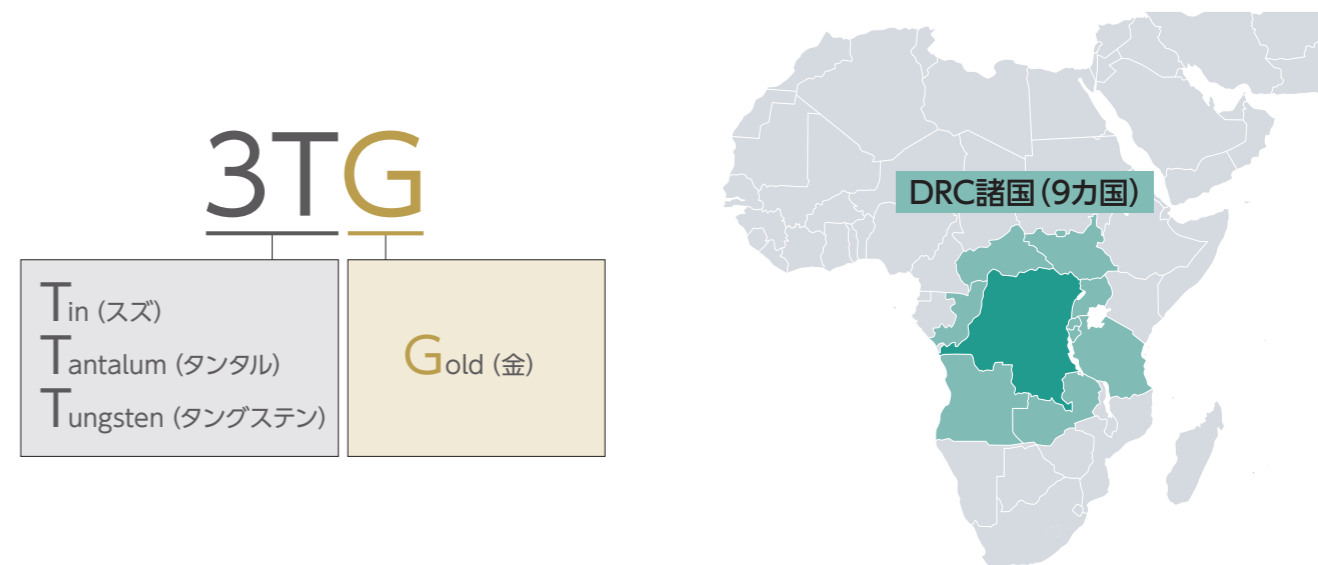 3TG
Tin (スズ)
Tantalum (タンタル)
Tungsten (タングステン)
Gold (金)
DRC諸国(9カ国)